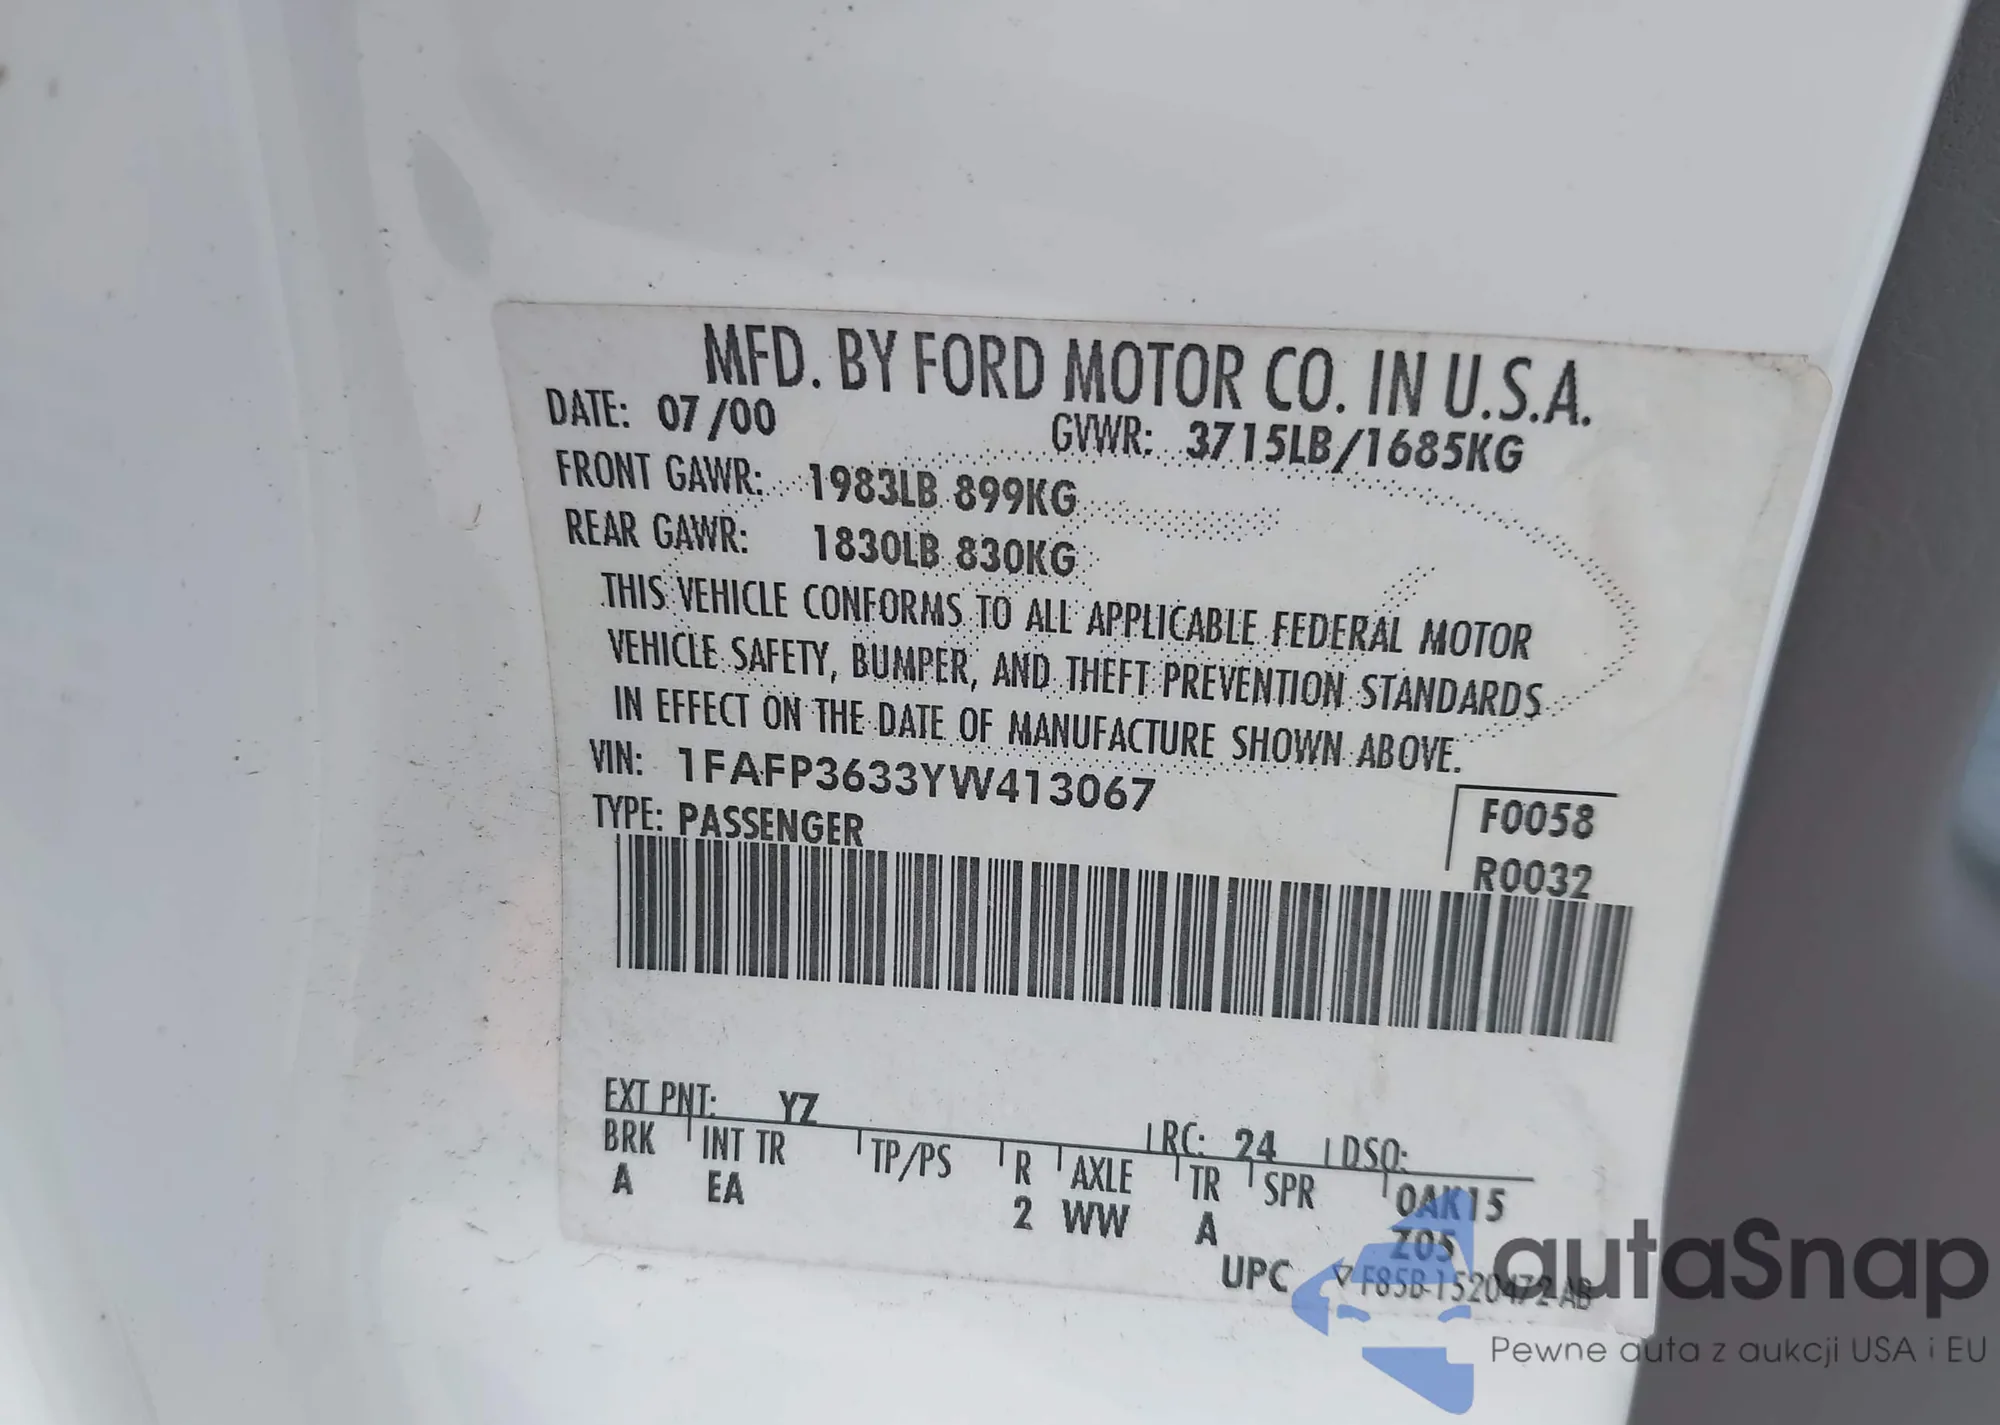 MFD. BY FORD MOTOR CO. IN U.S.A.
DATE: 07/00 GVWR: 3715LB/1685KG
FRONT GAWR: 1983LB 899KG
REAR GAWR: 1830LB 830KG
THIS VEHICLE CONFORMS TO ALL APPLICABLE FEDERAL MOTOR
VEHICLE SAFETY, BUMPER, AND THEFT PREVENTION STANDARDS
IN EFFECT ON THE DATE OF MANUFACTURE SHOWN ABOVE.
VIN: 1FAFP3633YW413067
TYPE: PASSENGER
F0058
R0032
EXT PNT: YZ RC: 24 DSO:
BRK INT TR TP/PS R AXLE TR SPR 0AK15
A EA 2 WW A Z05
UPC F85B-1520472-AB
autaSnap
Pewne auta z aukcji USA i EU